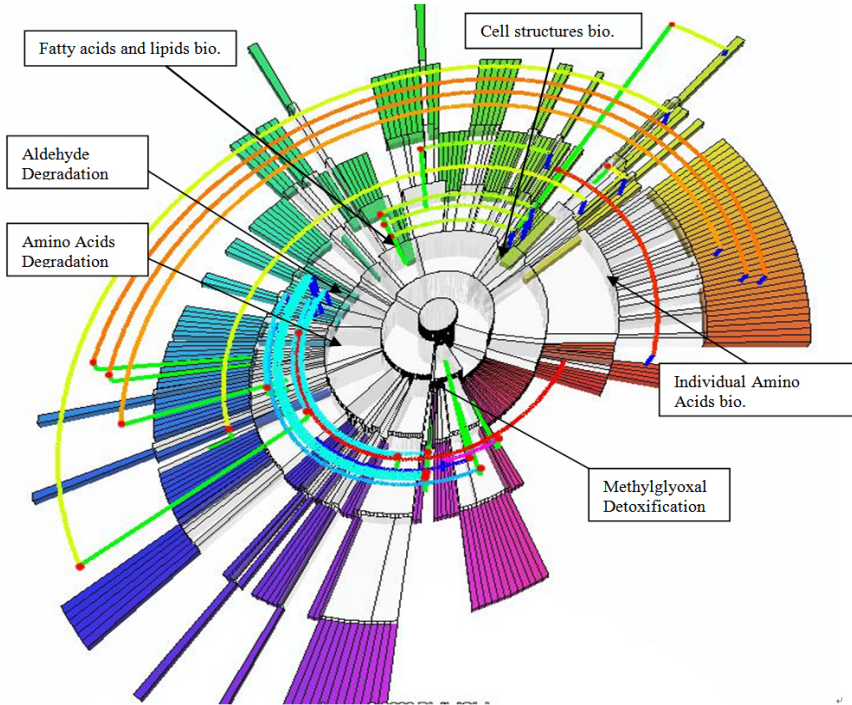 Fatty acids and lipids bio.
Cell structures bio.
Aldehyde
Degradation
Amino Acids
Degradation
Individual Amino
Acids bio.
Methylglyoxal
Detoxification